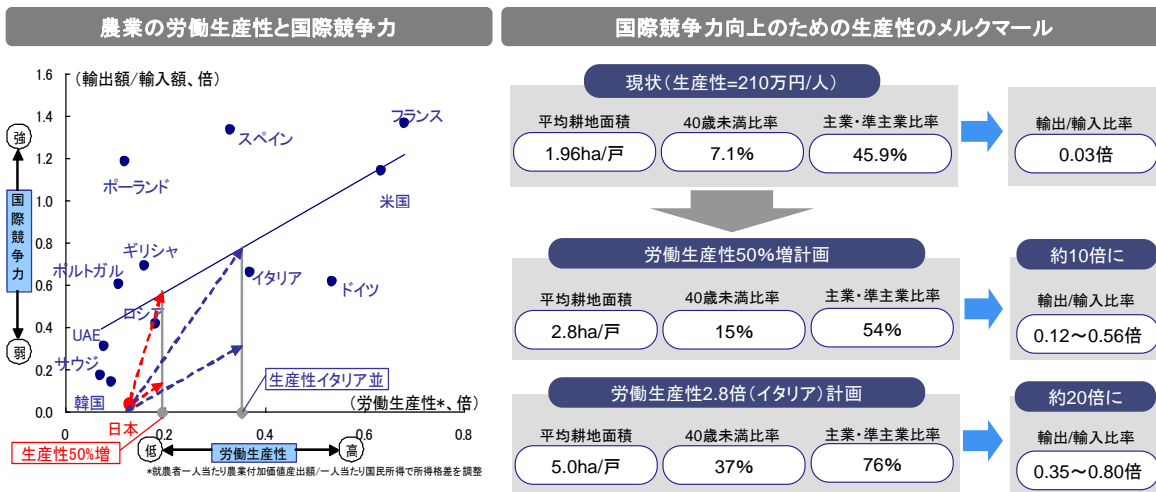 農業の労働生産性と国際競争力
(輸出額/輸入額、倍)
1.6
1.4
1.2
1.0
0.8
0.6
0.4
0.2
0.0
強
国際競争力
弱
フランス
スペイン
ポーランド
米国
ギリシャ
ポルトガル
イタリア
ドイツ
ロシア
UAE
サウジ
韓国
日本
生産性イタリア並
(労働生産性*、倍)
0
0.2
0.4
0.6
0.8
生産性50%増
低
労働生産性
高
*就農者一人当たり農業付加価値産出額/一人当たり国民所得で所得格差を調整
国際競争力向上のための生産性のメルクマール
現状(生産性=210万円/人)
平均耕地面積 40歳未満比率 主業・準主業比率 輸出/輸入比率
1.96ha/戸 7.1% 45.9% 0.03倍
労働生産性50%増計画 約10倍に
平均耕地面積 40歳未満比率 主業・準主業比率 輸出/輸入比率
2.8ha/戸 15% 54% 0.12～0.56倍
労働生産性2.8倍(イタリア)計画 約20倍に
平均耕地面積 40歳未満比率 主業・準主業比率 輸出/輸入比率
5.0ha/戸 37% 76% 0.35～0.80倍